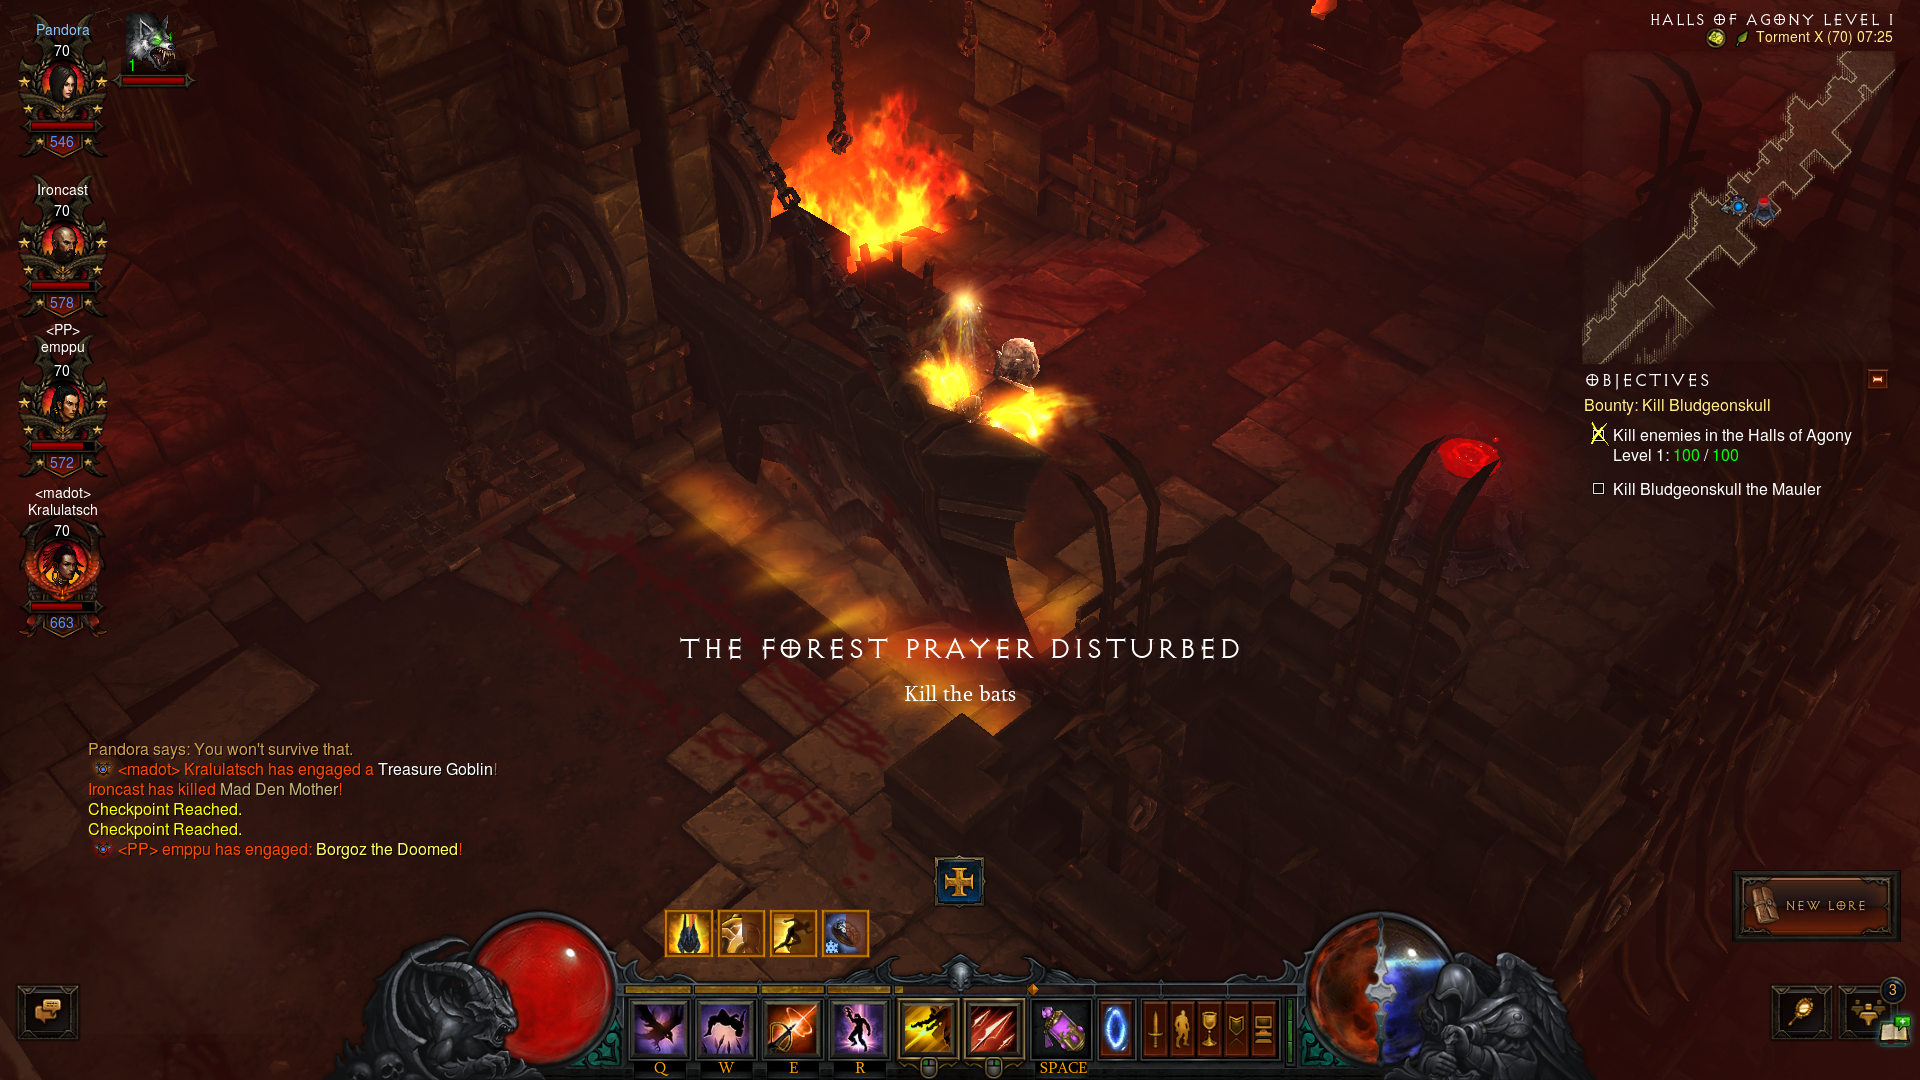 Pandora
70
1
546
Ironcast
70
578
<PP>
emppu
70
572
<madot>
Kralulatsch
70
663
HALLS OF AGONY LEVEL I
Torment X (70) 07:25
OBJECTIVES
Bounty: Kill Bludgeonskull
Kill enemies in the Halls of Agony
Level 1: 100 / 100
Kill Bludgeonskull the Mauler
THE FOREST PRAYER DISTURBED
Kill the bats
Pandora says: You won't survive that.
<madot> Kralulatsch has engaged a Treasure Goblin!
Ironcast has killed Mad Den Mother!
Checkpoint Reached.
Checkpoint Reached.
<PP> emppu has engaged: Borgoz the Doomed!
NEW LORE
3
Q W E R SPACE